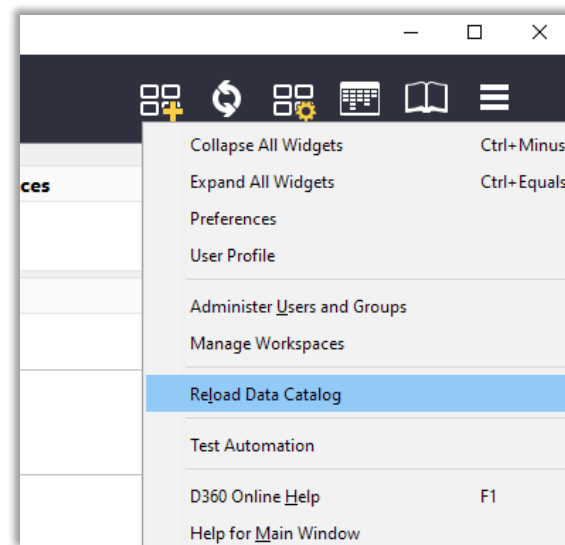 Collapse All Widgets Ctrl+Minus
ces
Expand All Widgets Ctrl+Equals
Preferences
User Profile
Administer Users and Groups
Manage Workspaces
Reload Data Catalog
Test Automation
D360 Online Help F1
Help for Main Window